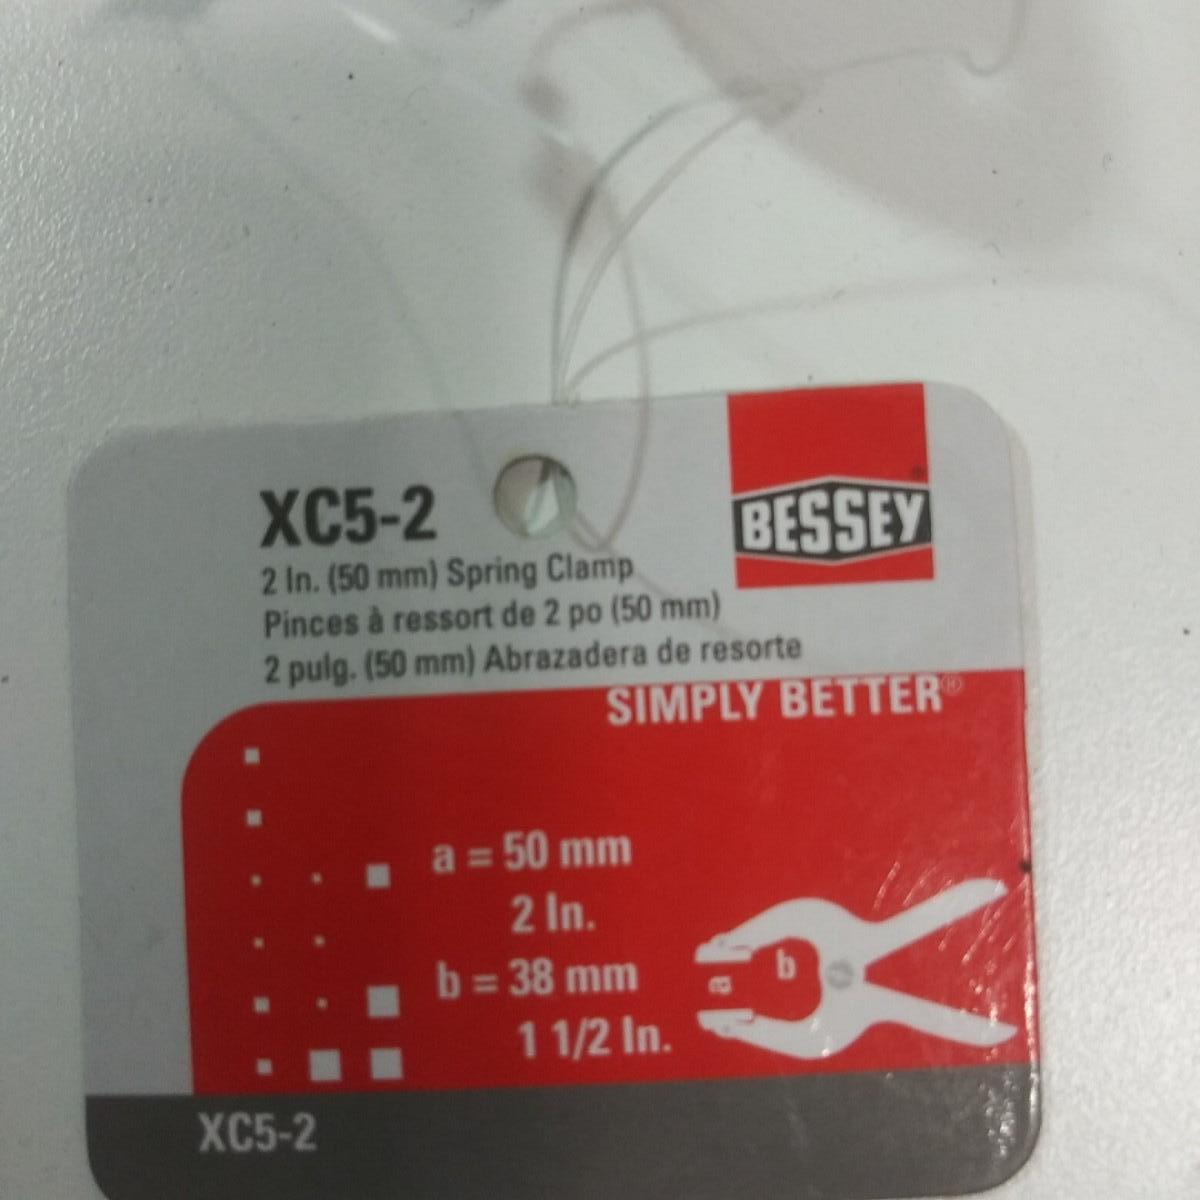 XC5-2
BESSEY®
2 In. (50 mm) Spring Clamp
Pinces à ressort de 2 po (50 mm)
2 pulg. (50 mm) Abrazadera de resorte
SIMPLY BETTER®
a = 50 mm
2 In.
b = 38 mm
1 1/2 In.
a
b
XC5-2